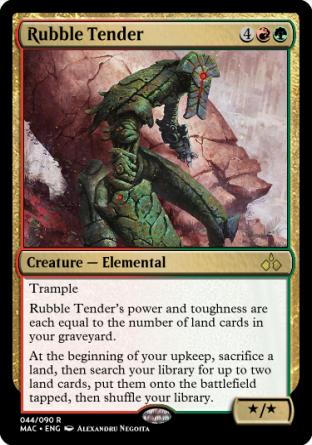 Rubble Tender 4
Creature — Elemental
Trample
Rubble Tender's power and toughness are
each equal to the number of land cards in
your graveyard.
At the beginning of your upkeep, sacrifice a
land, then search your library for up to two
land cards, put them onto the battlefield
tapped, then shuffle your library.
★/★
044/090 R
MAC • ENG Alexandru Negoita